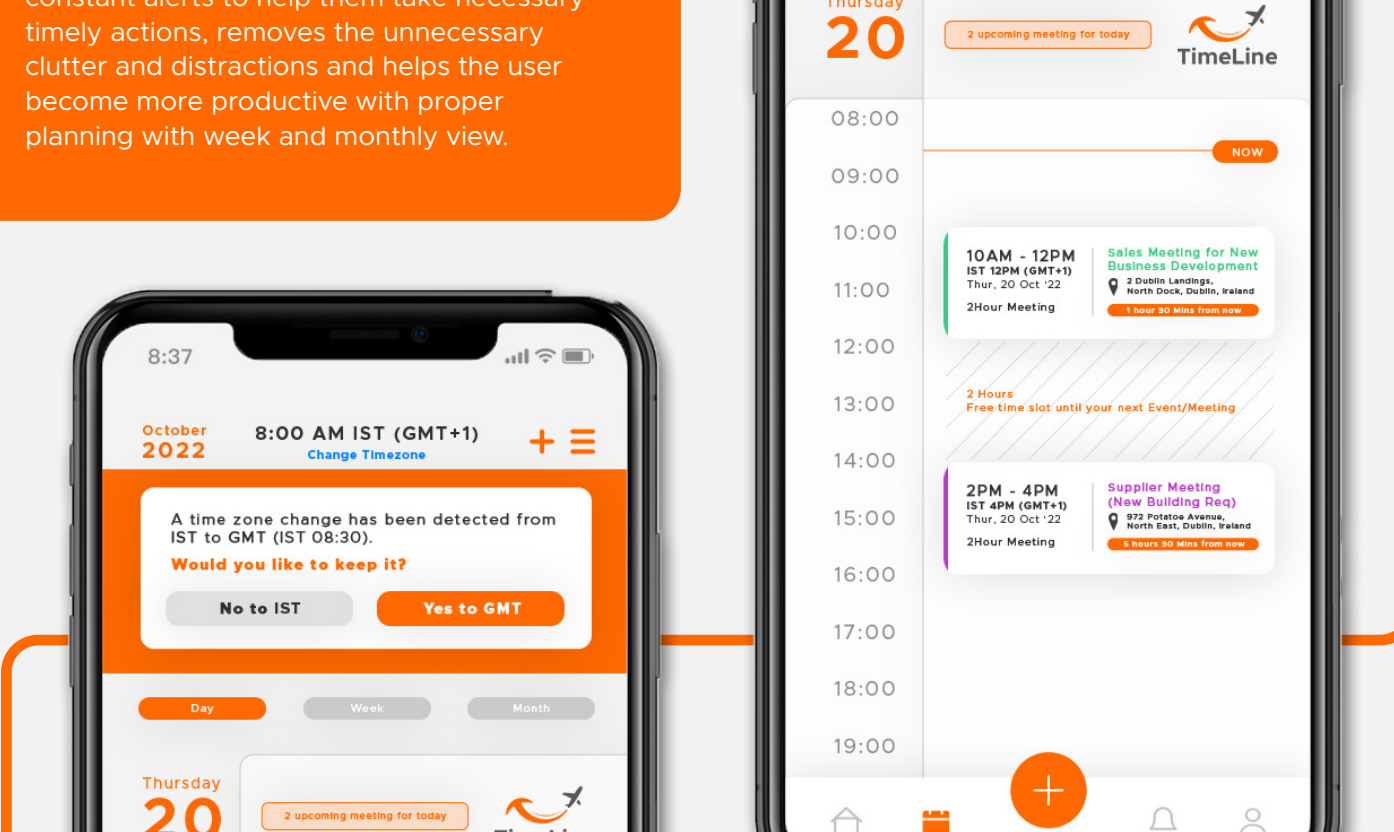 constant alerts to help them take necessary
timely actions, removes the unnecessary
clutter and distractions and helps the user
become more productive with proper
planning with week and monthly view.
8:37
October
2022
8:00 AM IST (GMT+1)
Change Timezone
A time zone change has been detected from
IST to GMT (IST 08:30).
Would you like to keep it?
No to IST
Yes to GMT
Day
Week
Month
Thursday
20
2 upcoming meeting for today
TimeLine
Thursday
20
2 upcoming meeting for today
TimeLine
08:00
NOW
09:00
10:00
10AM - 12PM
IST 12PM (GMT+1)
Thur, 20 Oct '22
2Hour Meeting
Sales Meeting for New
Business Development
2 Dublin Landings,
North Dock, Dublin, Ireland
1 hour 30 Mins from now
11:00
12:00
2 Hours
Free time slot until your next Event/Meeting
13:00
14:00
2PM - 4PM
IST 4PM (GMT+1)
Thur, 20 Oct '22
2Hour Meeting
Supplier Meeting
(New Building Req)
972 Potatoe Avenue,
North East, Dublin, Ireland
5 hours 30 Mins from now
15:00
16:00
17:00
18:00
19:00